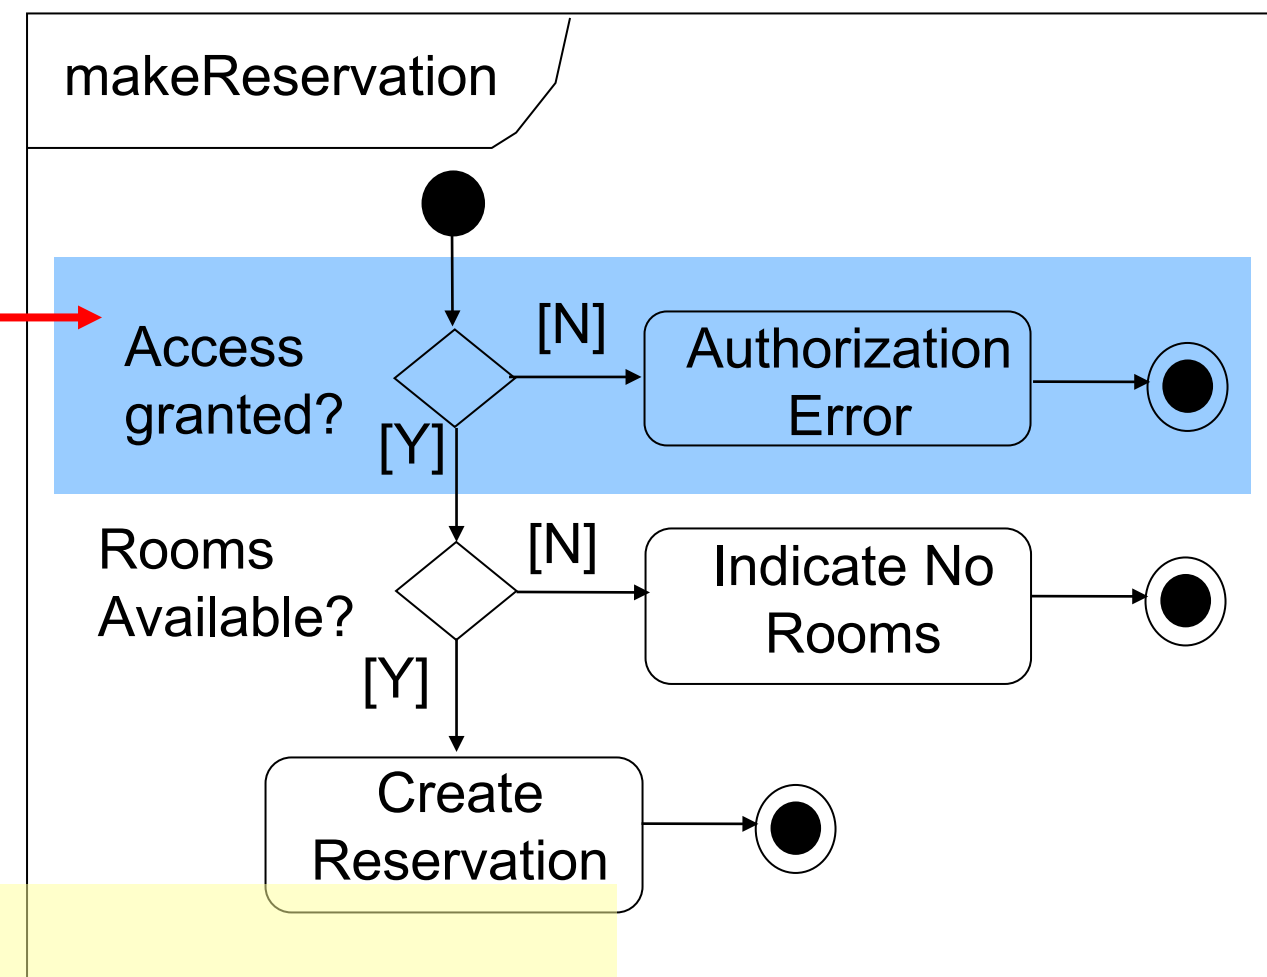 makeReservation
Access
granted?
[N]
Authorization
Error
[Y]
Rooms
Available?
[N]
Indicate No
Rooms
[Y]
Create
Reservation